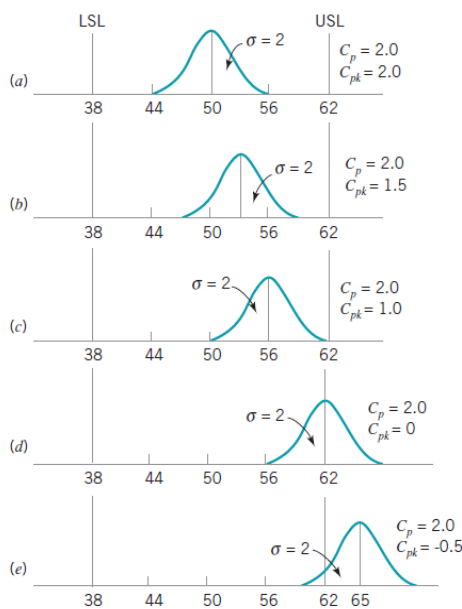 LSL USL
σ = 2
Cp = 2.0
Cpk = 2.0
(a)
38 44 50 56 62
σ = 2
Cp = 2.0
Cpk = 1.5
(b)
38 44 50 56 62
σ = 2
Cp = 2.0
Cpk = 1.0
(c)
38 44 50 56 62
σ = 2
Cp = 2.0
Cpk = 0
(d)
38 44 50 56 62
σ = 2
Cp = 2.0
Cpk = -0.5
(e)
38 44 50 56 62 65